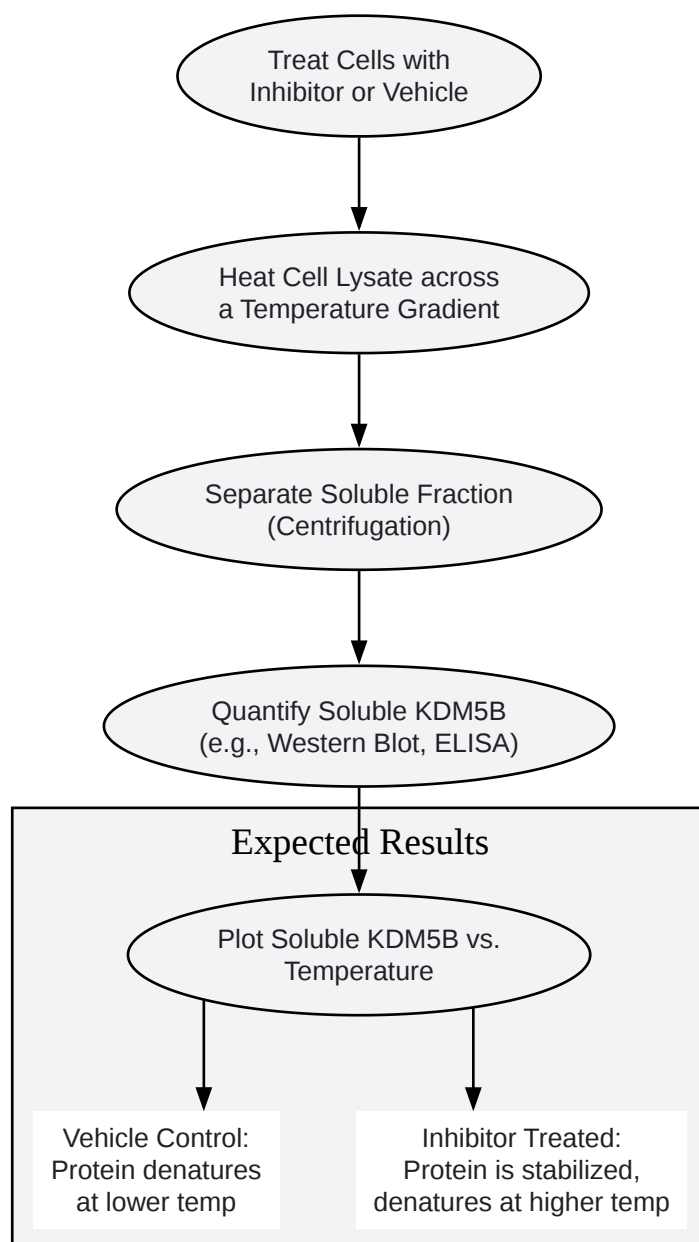 Treat Cells with
Inhibitor or Vehicle
Heat Cell Lysate across
a Temperature Gradient
Separate Soluble Fraction
(Centrifugation)
Quantify Soluble KDM5B
(e.g., Western Blot, ELISA)
Expected Results
Plot Soluble KDM5B vs.
Temperature
Vehicle Control:
Protein denatures
at lower temp
Inhibitor Treated:
Protein is stabilized,
denatures at higher temp